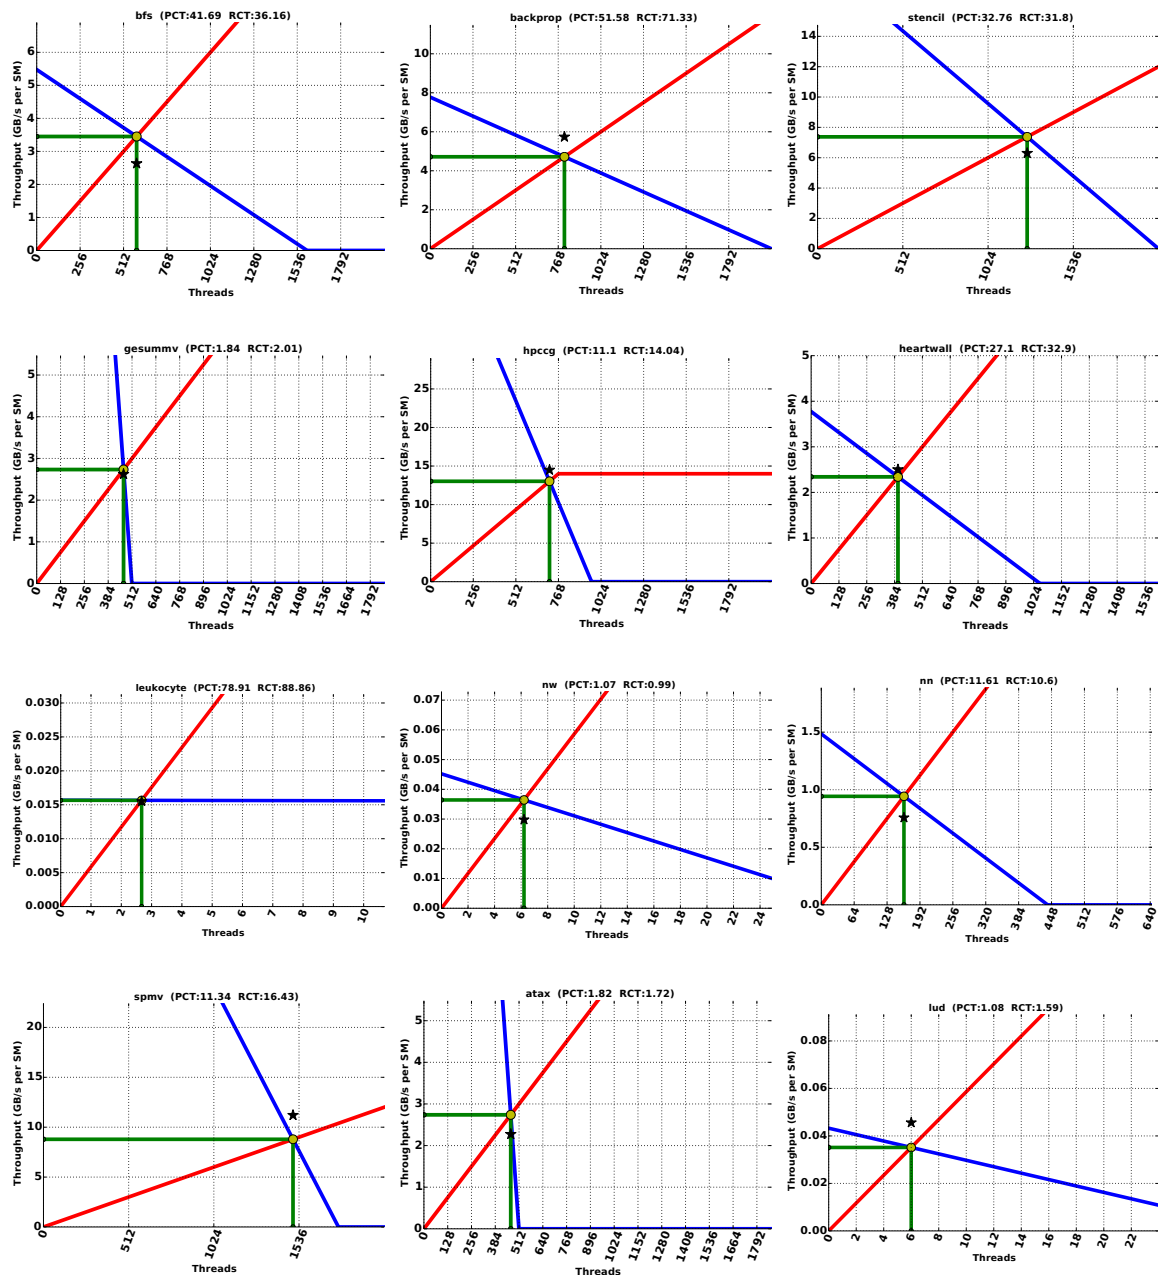 bfs (PCT:41.69 RCT:36.16)
Throughput (GB/s per SM)
6
5
4
3
2
1
0
0 256 512 768 1024 1280 1536 1792
Threads
backprop (PCT:51.58 RCT:71.33)
Throughput (GB/s per SM)
10
8
6
4
2
0
0 256 512 768 1024 1280 1536 1792
Threads
stencil (PCT:32.76 RCT:31.8)
Throughput (GB/s per SM)
14
12
10
8
6
4
2
0
0 512 1024 1536
Threads
gesummv (PCT:1.84 RCT:2.01)
Throughput (GB/s per SM)
5
4
3
2
1
0
0 128 256 384 512 640 768 896 1024 1152 1280 1408 1536 1664 1792
Threads
hpccg (PCT:11.1 RCT:14.04)
Throughput (GB/s per SM)
25
20
15
10
5
0
0 256 512 768 1024 1280 1536 1792
Threads
heartwall (PCT:27.1 RCT:32.9)
Throughput (GB/s per SM)
5
4
3
2
1
0
0 128 256 384 512 640 768 896 1024 1152 1280 1408 1536
Threads
leukocyte (PCT:78.91 RCT:88.86)
Throughput (GB/s per SM)
0.030
0.025
0.020
0.015
0.010
0.005
0.000
0 1 2 3 4 5 6 7 8 9 10
Threads
nw (PCT:1.07 RCT:0.99)
Throughput (GB/s per SM)
0.07
0.06
0.05
0.04
0.03
0.02
0.01
0.00
0 2 4 6 8 10 12 14 16 18 20 22 24
Threads
nn (PCT:11.61 RCT:10.6)
Throughput (GB/s per SM)
1.5
1.0
0.5
0.0
0 64 128 192 256 320 384 448 512 576 640
Threads
spmv (PCT:11.34 RCT:16.43)
Throughput (GB/s per SM)
20
15
10
5
0
0 512 1024 1536
Threads
atax (PCT:1.82 RCT:1.72)
Throughput (GB/s per SM)
5
4
3
2
1
0
0 128 256 384 512 640 768 896 1024 1152 1280 1408 1536 1664 1792
Threads
lud (PCT:1.08 RCT:1.59)
Throughput (GB/s per SM)
0.08
0.06
0.04
0.02
0.00
0 2 4 6 8 10 12 14 16 18 20 22
Threads